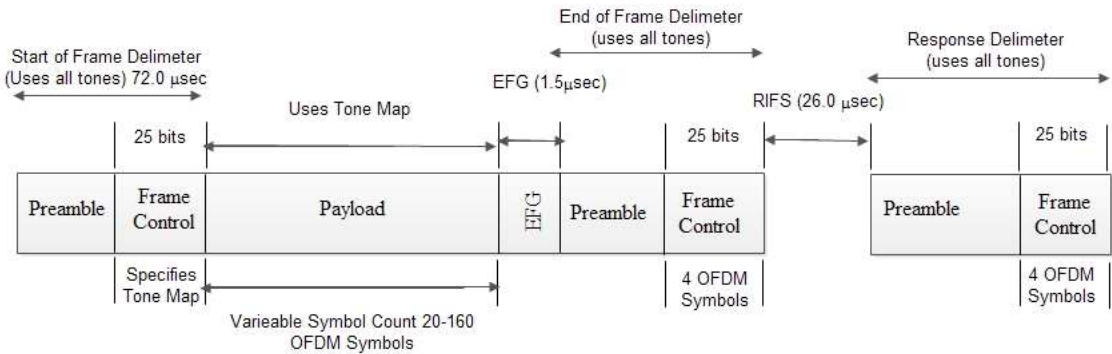 Start of Frame Delimeter
(Uses all tones) 72.0 μsec
End of Frame Delimeter
(uses all tones)
Response Delimeter
(uses all tones)
EFG (1.5μsec)
RIFS (26.0 μsec)
Uses Tone Map
25 bits
25 bits
25 bits
Preamble
Frame
Control
Payload
EFG
Preamble
Frame
Control
Preamble
Frame
Control
Specifies
Tone Map
4 OFDM
Symbols
4 OFDM
Symbols
Varieable Symbol Count 20-160
OFDM Symbols